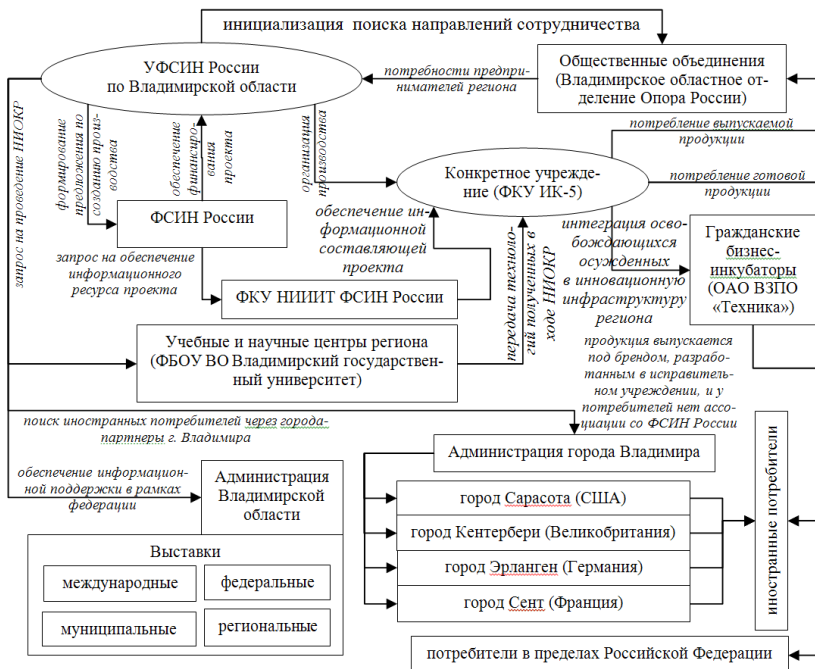 инициализация поиска направлений сотрудничества
УФСИН России
по Владимирской области
потребности предпри-
нимателей региона
Общественные объединения
(Владимирское областное от-
деление Опора России)
запрос на проведение НИОКР
формирование
предложения по
созданию произ-
водства
обеспечение
финансиро-
вания
проекта
организация
производства
потребление выпускаемой
продукции
Конкретное учрежде-
ние (ФКУ ИК-5)
потребление готовой
продукции
ФСИН России
обеспечение ин-
формационной
составляющей
проекта
интеграция осво-
бождающихся
осужденных
в инновационную
инфраструктуру
региона
Гражданские
бизнес-
инкубаторы
(ОАО ВЗПО
«Техника»)
запрос на обеспечение
информационного
ресурса проекта
ФКУ НИИИТ ФСИН России
передача техноло-
гий полученных в
ходе НИОКР
Учебные и научные центры региона
(ФБОУ ВО Владимирский государствен-
ный университет)
продукция выпускается
под брендом, разрабо-
танным в исправитель-
ном учреждении, и у
потребителей нет ассо-
циации со ФСИН России
поиск иностранных потребителей через города-
партнеры г. Владимира
Администрация города Владимира
обеспечение информацион-
ной поддержки в рамках
федерации
Администрация
Владимирской
области
город Сарасота (США)
город Кентербери (Великобритания)
город Эрланген (Германия)
город Сент (Франция)
иностранные потребители
Выставки
международные
федеральные
муниципальные
региональные
потребители в пределах Российской Федерации